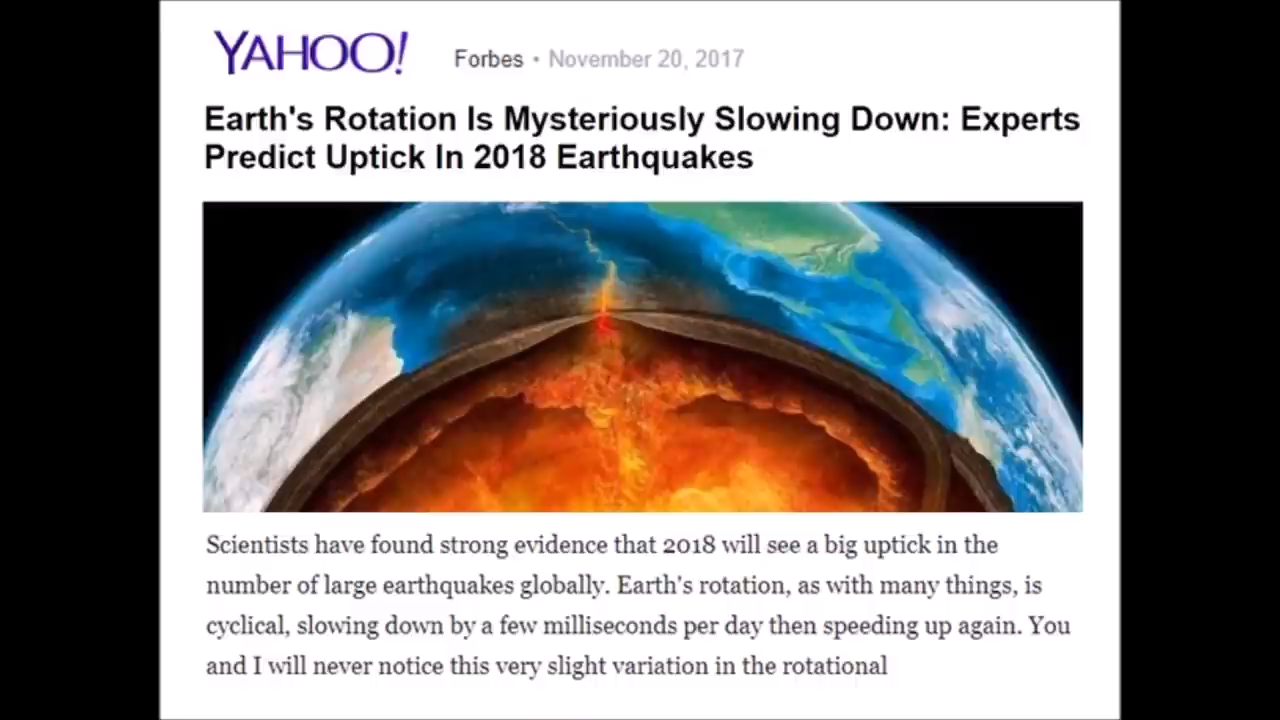 YAHOO!
Forbes • November 20, 2017
Earth's Rotation Is Mysteriously Slowing Down: Experts
Predict Uptick In 2018 Earthquakes
Scientists have found strong evidence that 2018 will see a big uptick in the
number of large earthquakes globally. Earth's rotation, as with many things, is
cyclical, slowing down by a few milliseconds per day then speeding up again. You
and I will never notice this very slight variation in the rotational